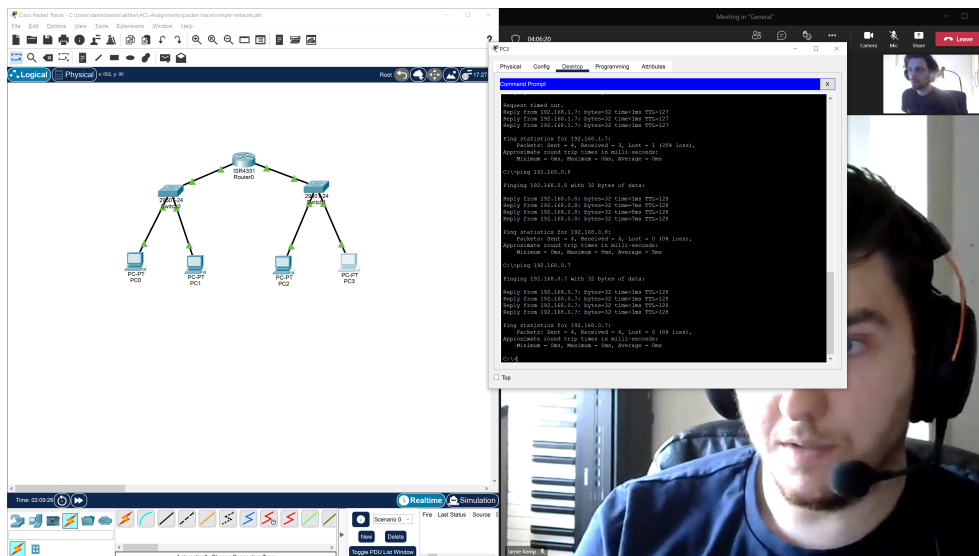 Cisco Packet Tracer - C:\Users\danie\lavoro\akhter\ACL-Assignments\packet-tracer\simple-network.pkt
File Edit Options View Tools Extensions Window Help
Logical
Physical
x: 602, y: 90
Root
17:27
ISR4331
Router0
2960-24
Switch0
2960-24
PC-PT
PC0
PC-PT
PC1
PC-PT
PC2
PC-PT
PC3
Time: 02:09:26
Realtime
Simulation
Scenario 0
Fire Last Status Source
New
Delete
Toggle PDU List Window
Meeting in "General"
04:06:20
Camera
Mic
Share
Leave
PC3
Physical Config Desktop Programming Attributes
Command Prompt
X
Request timed out.
Reply from 192.168.1.7: bytes=32 time<1ms TTL=127
Reply from 192.168.1.7: bytes=32 time<1ms TTL=127
Reply from 192.168.1.7: bytes=32 time<1ms TTL=127
Ping statistics for 192.168.1.7:
Packets: Sent = 4, Received = 3, Lost = 1 (25% loss),
Approximate round trip times in milli-seconds:
Minimum = 0ms, Maximum = 0ms, Average = 0ms
C:\>ping 192.168.0.8
Pinging 192.168.0.8 with 32 bytes of data:
Reply from 192.168.0.8: bytes=32 time<1ms TTL=128
Reply from 192.168.0.8: bytes=32 time=7ms TTL=128
Reply from 192.168.0.8: bytes=32 time=8ms TTL=128
Reply from 192.168.0.8: bytes=32 time=7ms TTL=128
Ping statistics for 192.168.0.8:
Packets: Sent = 4, Received = 4, Lost = 0 (0% loss),
Approximate round trip times in milli-seconds:
Minimum = 0ms, Maximum = 8ms, Average = 5ms
C:\>ping 192.168.0.7
Pinging 192.168.0.7 with 32 bytes of data:
Reply from 192.168.0.7: bytes=32 time<1ms TTL=128
Reply from 192.168.0.7: bytes=32 time<1ms TTL=128
Reply from 192.168.0.7: bytes=32 time<1ms TTL=128
Reply from 192.168.0.7: bytes=32 time<1ms TTL=128
Ping statistics for 192.168.0.7:
Packets: Sent = 4, Received = 4, Lost = 0 (0% loss),
Approximate round trip times in milli-seconds:
Minimum = 0ms, Maximum = 0ms, Average = 0ms
C:\>
Top
Jamie Kemp